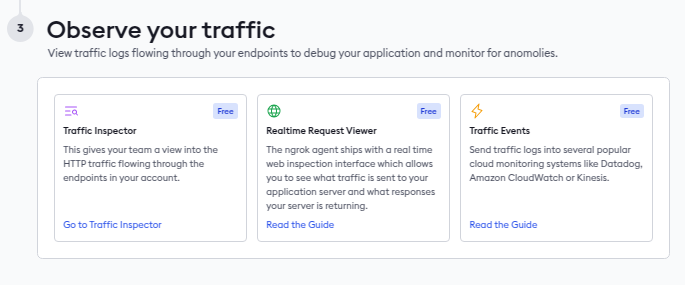 3
Observe your traffic
View traffic logs flowing through your endpoints to debug your application and monitor for anomolies.
Free
Traffic Inspector
This gives your team a view into the
HTTP traffic flowing through the
endpoints in your account.
Go to Traffic Inspector
Free
Realtime Request Viewer
The ngrok agent ships with a real time
web inspection interface which allows
you to see what traffic is sent to your
application server and what responses
your server is returning.
Read the Guide
Free
Traffic Events
Send traffic logs into several popular
cloud monitoring systems like Datadog,
Amazon CloudWatch or Kinesis.
Read the Guide